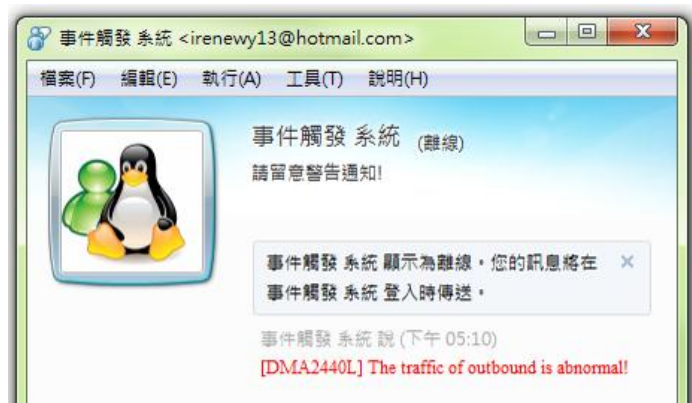 事件觸發 系統 <irenewy13@hotmail.com>
檔案(F) 編輯(E) 執行(A) 工具(T) 說明(H)
事件觸發 系統 (離線)
請留意警告通知!
事件觸發 系統 顯示為離線。您的訊息將在
事件觸發 系統 登入時傳送。
事件觸發 系統 說 (下午 05:10)
[DMA2440L] The traffic of outbound is abnormal!